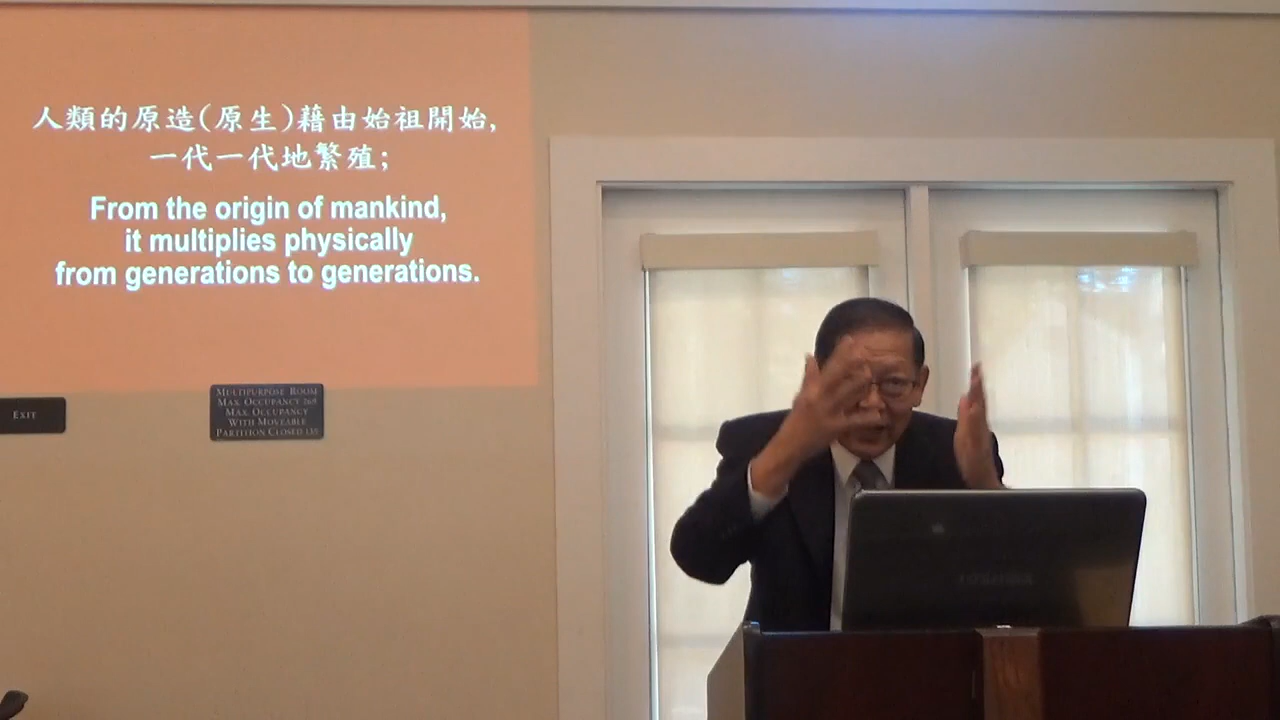 人類的原造(原生)藉由始祖開始,
一代一代地繁殖;
From the origin of mankind,
it multiplies physically
from generations to generations.
EXIT
MULTIPURPOSE ROOM
MAX. OCCUPANCY 265
MAX. OCCUPANCY
WITH MOVEABLE
PARTITION CLOSED 135